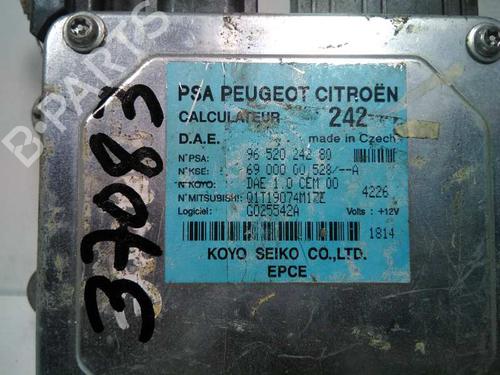 PSA PEUGEOT CITROËN
CALCULATEUR 242
D.A.E. made in Czech
N°PSA: 96 520 242 80
N°KSE: 69 000 00 528/--A
N°KOYO: DAE 1.0 CEM 00
N°MITSUBISHI: Q1T19074M1ZE 4226
Logiciel: G025542A Volts: +12V
1814
KOYO SEIKO CO.,LTD.
EPCE
37083
B-PARTS